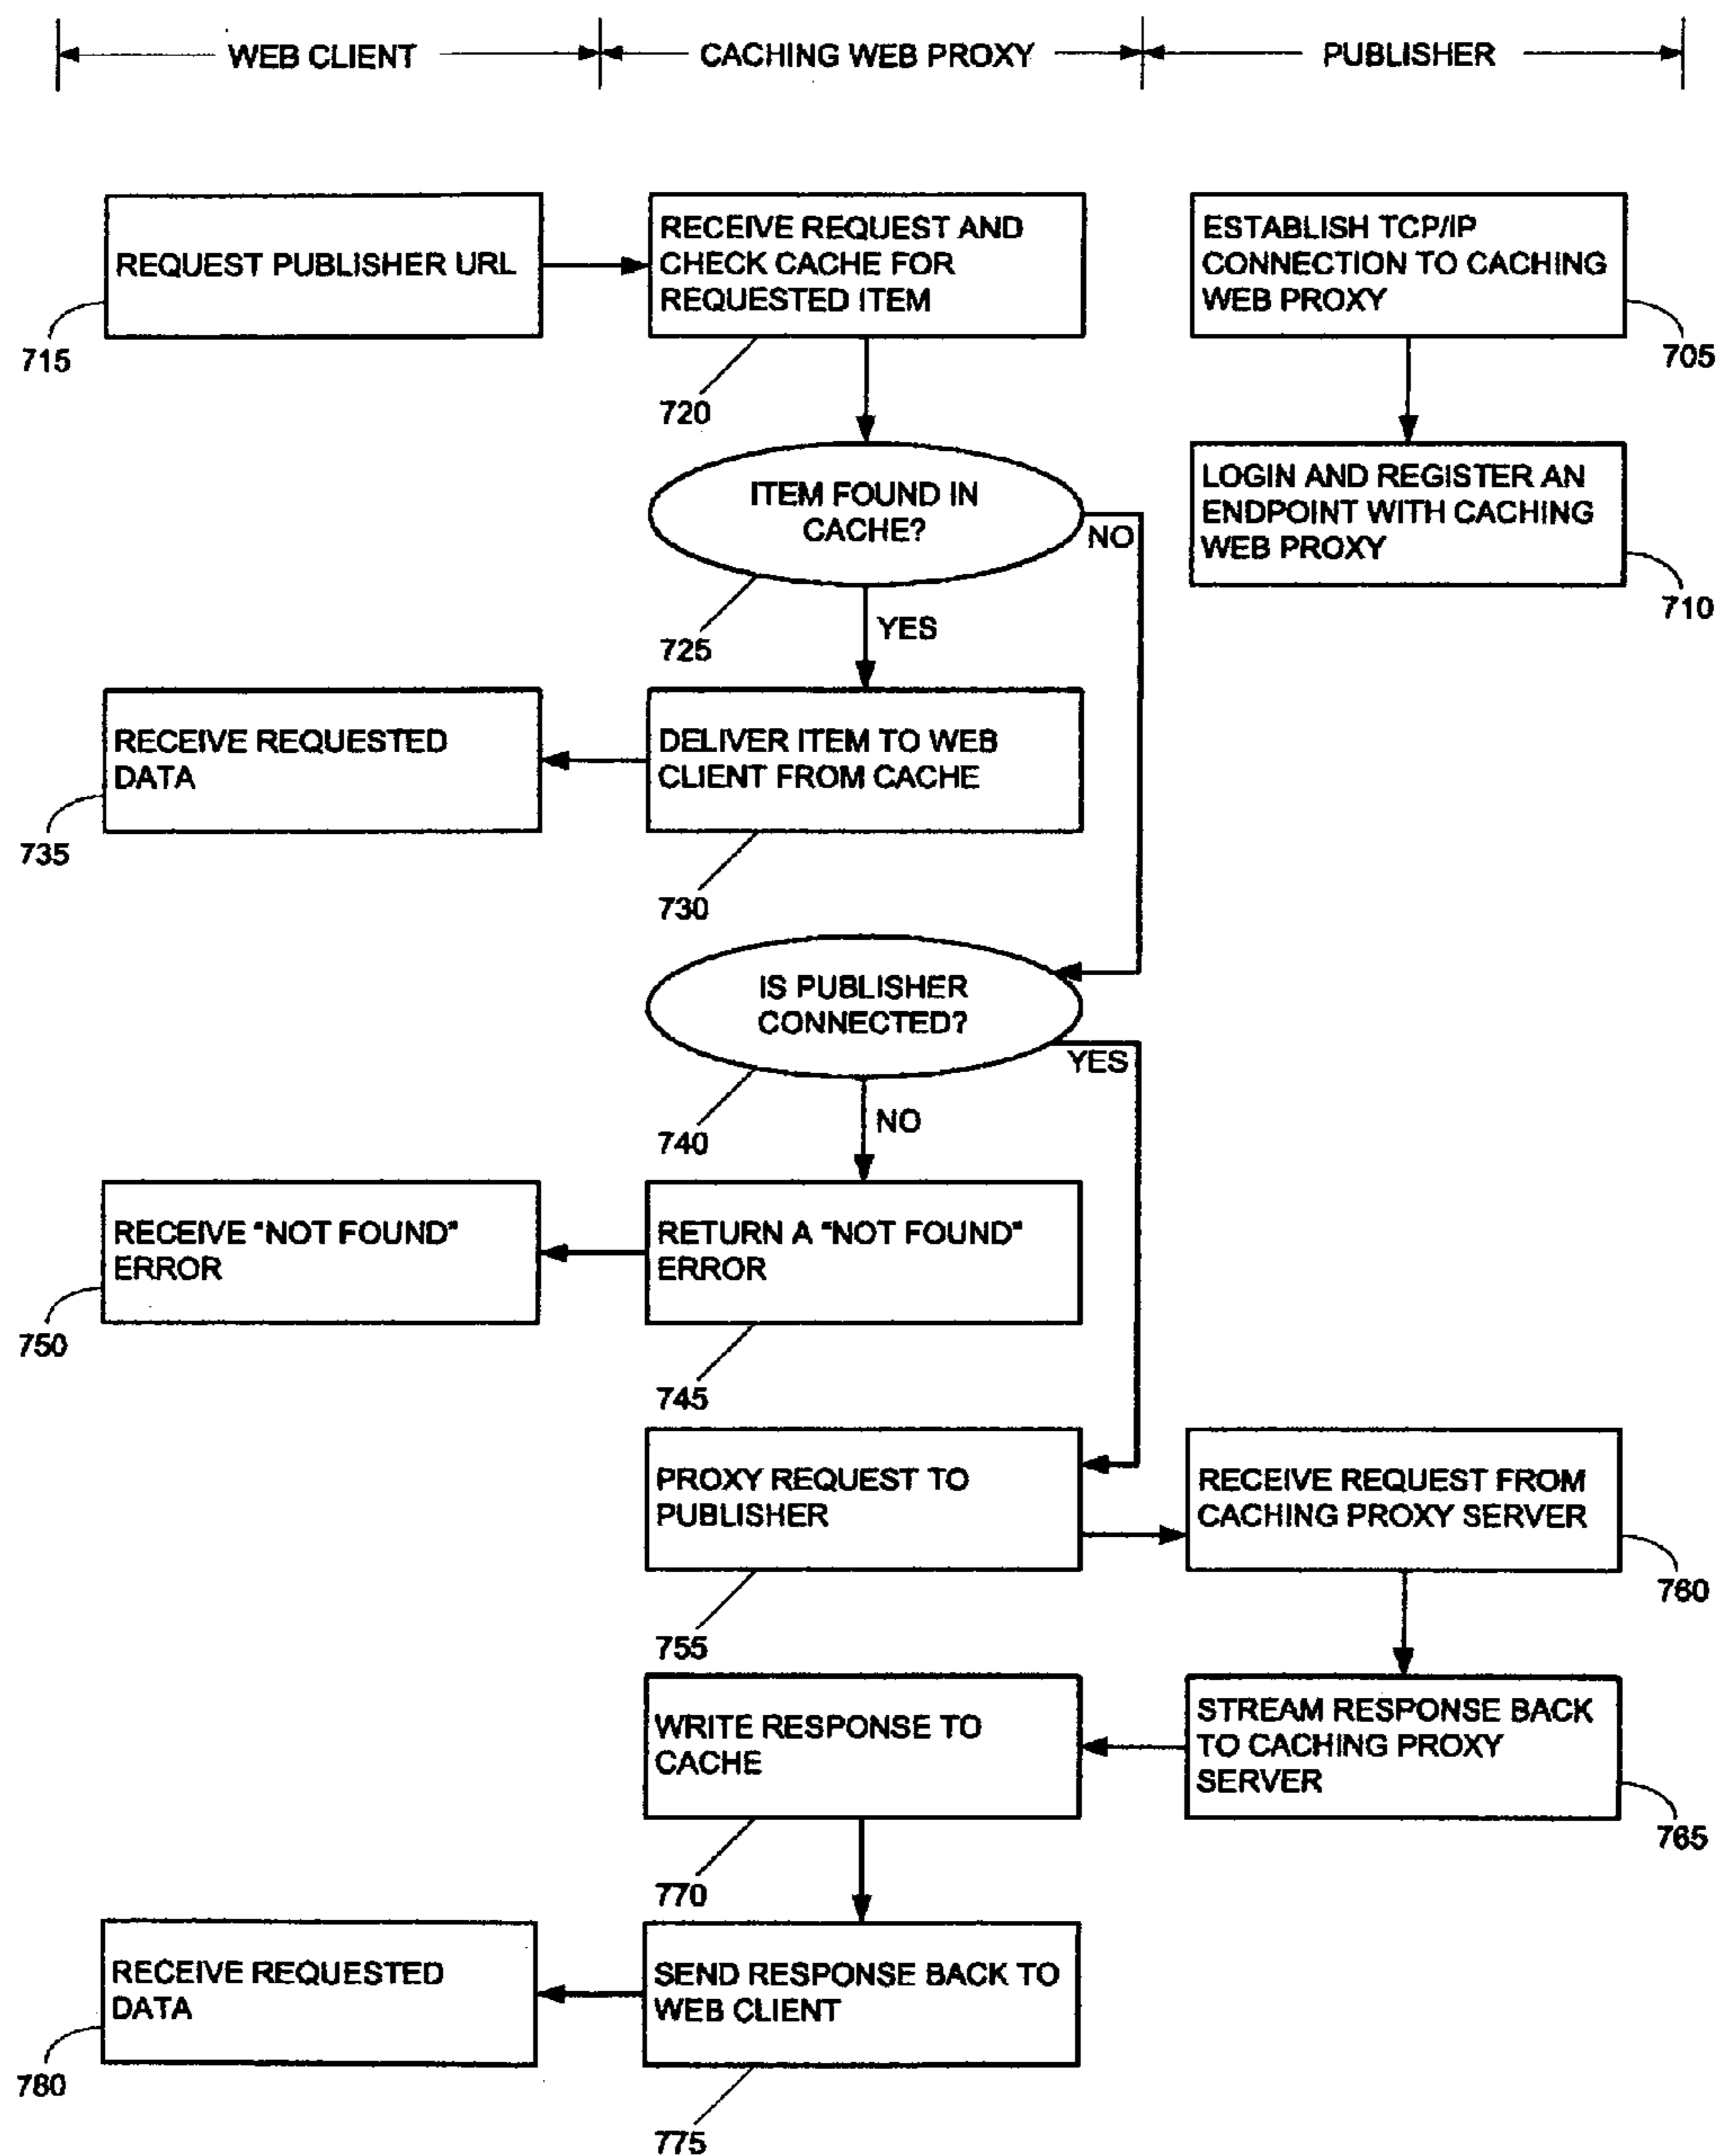 WEB CLIENT
CACHING WEB PROXY
PUBLISHER
REQUEST PUBLISHER URL
715
RECEIVE REQUEST AND
CHECK CACHE FOR
REQUESTED ITEM
720
ESTABLISH TCP/IP
CONNECTION TO CACHING
WEB PROXY
705
ITEM FOUND IN
CACHE?
NO
725
YES
LOGIN AND REGISTER AN
ENDPOINT WITH CACHING
WEB PROXY
710
RECEIVE REQUESTED
DATA
735
DELIVER ITEM TO WEB
CLIENT FROM CACHE
730
IS PUBLISHER
CONNECTED?
YES
740
NO
RECEIVE "NOT FOUND"
ERROR
750
RETURN A "NOT FOUND"
ERROR
745
PROXY REQUEST TO
PUBLISHER
755
RECEIVE REQUEST FROM
CACHING PROXY SERVER
760
WRITE RESPONSE TO
CACHE
770
STREAM RESPONSE BACK
TO CACHING PROXY
SERVER
765
RECEIVE REQUESTED
DATA
780
SEND RESPONSE BACK TO
WEB CLIENT
775